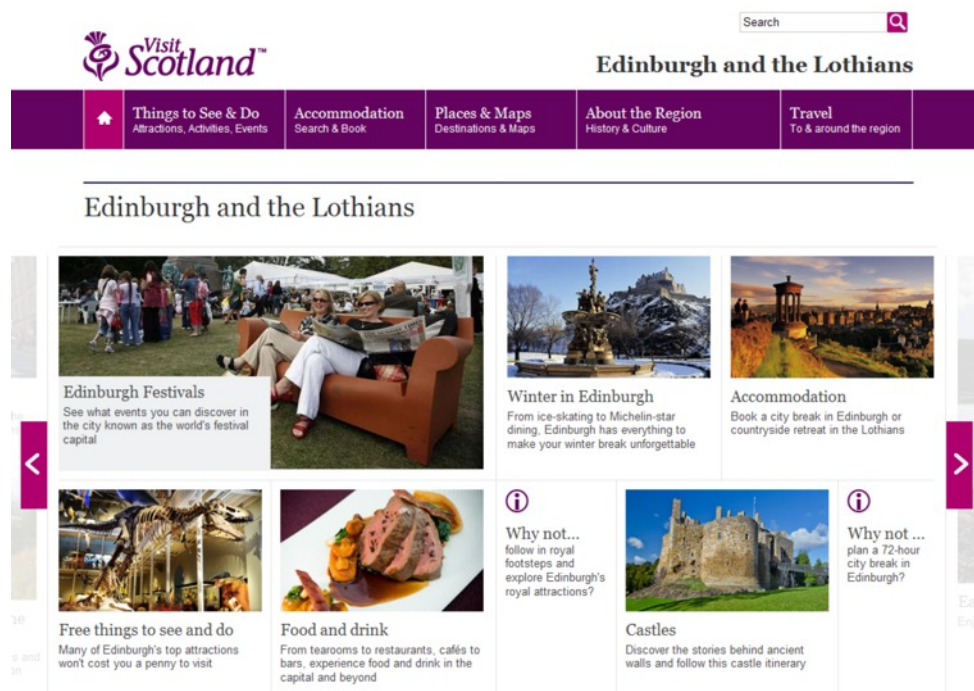 Search
Visit
Scotland™
Edinburgh and the Lothians
Things to See & Do
Attractions, Activities, Events
Accommodation
Search & Book
Places & Maps
Destinations & Maps
About the Region
History & Culture
Travel
To & around the region
Edinburgh and the Lothians
Edinburgh Festivals
See what events you can discover in
the city known as the world's festival
capital
Winter in Edinburgh
From ice-skating to Michelin-star
dining, Edinburgh has everything to
make your winter break unforgettable
Accommodation
Book a city break in Edinburgh or
countryside retreat in the Lothians
Free things to see and do
Many of Edinburgh's top attractions
won't cost you a penny to visit
Food and drink
From tearooms to restaurants, cafés to
bars, experience food and drink in the
capital and beyond
Why not...
follow in royal
footsteps and
explore Edinburgh's
royal attractions?
Castles
Discover the stories behind ancient
walls and follow this castle itinerary
Why not ...
plan a 72-hour
city break in
Edinburgh?